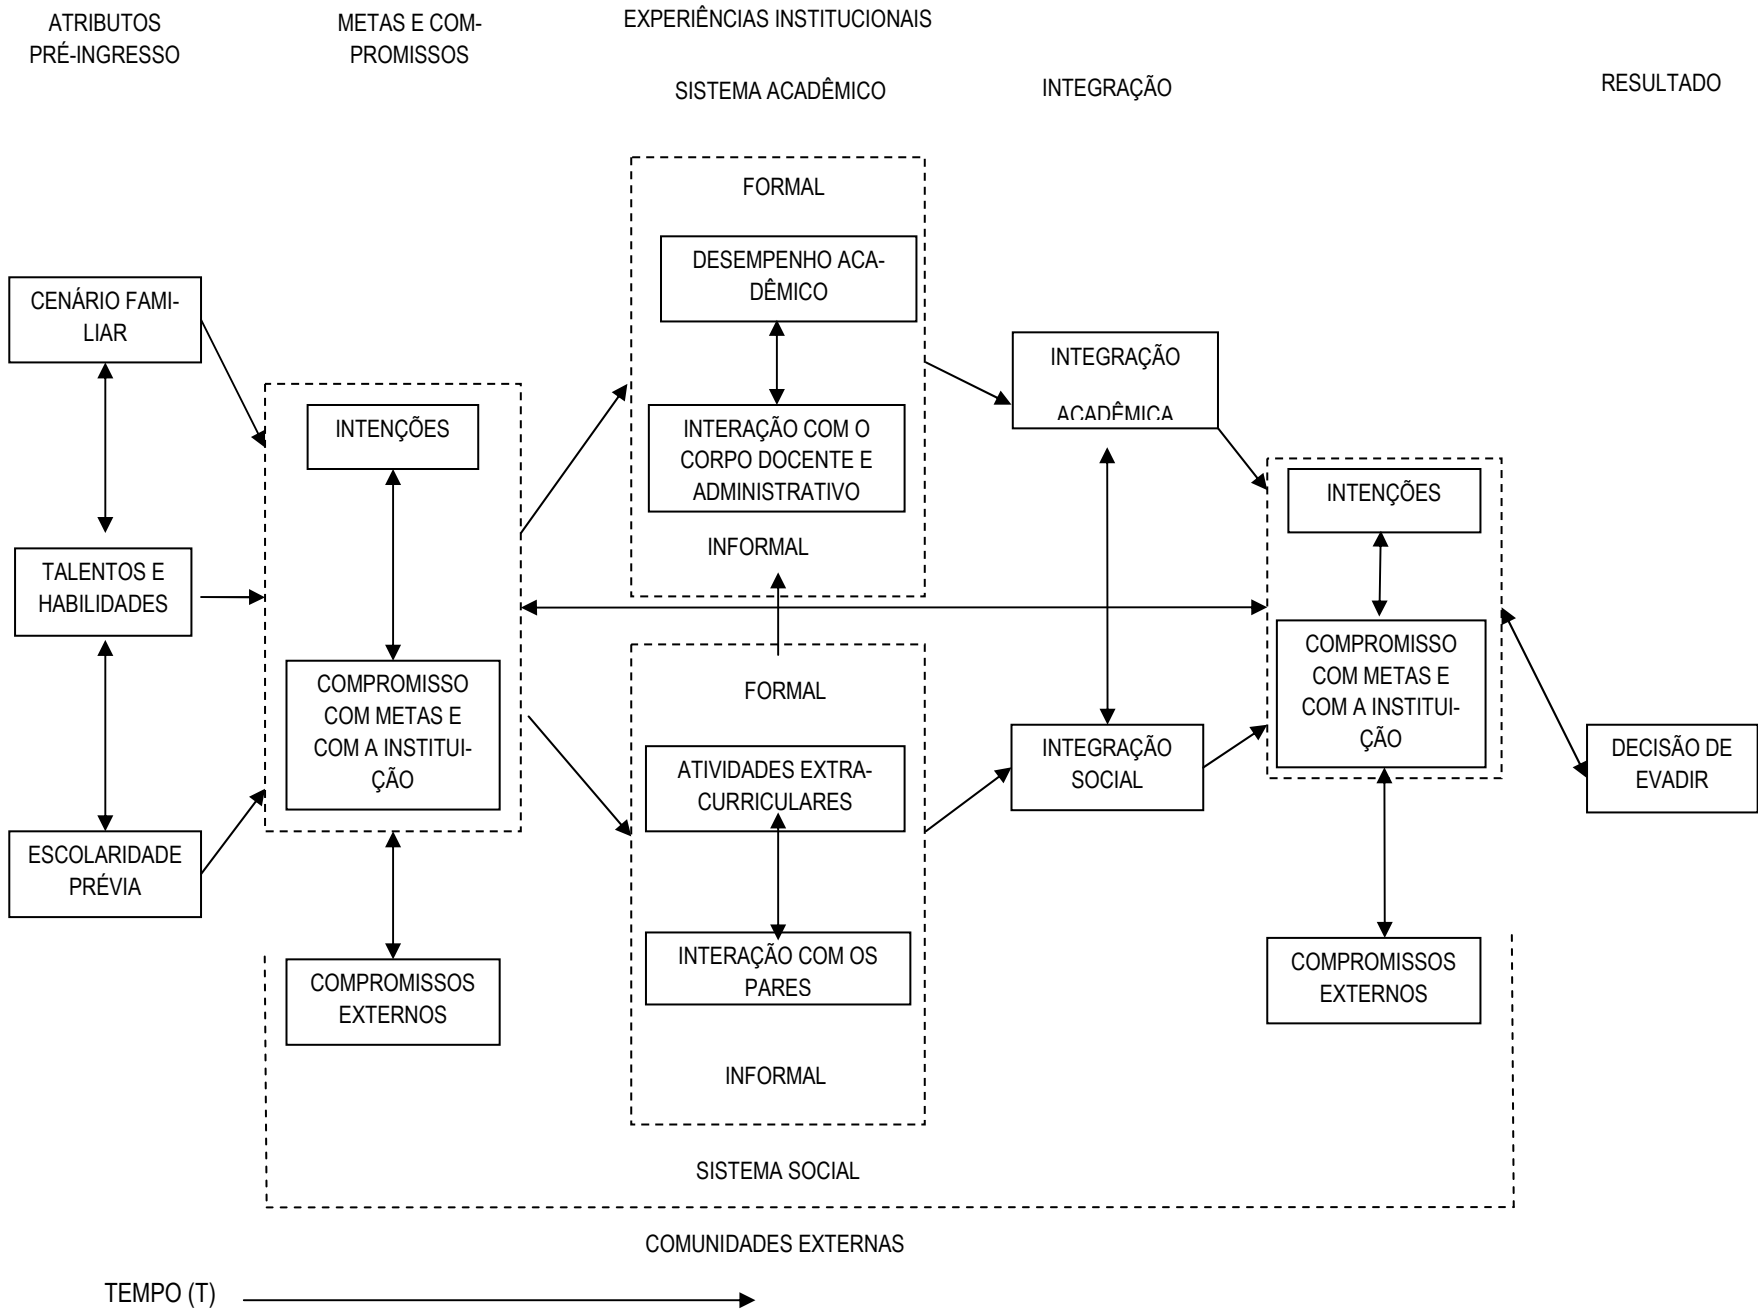 ATRIBUTOS
PRÉ-INGRESSO
METAS E COM-
PROMISSOS
EXPERIÊNCIAS INSTITUCIONAIS
SISTEMA ACADÊMICO
INTEGRAÇÃO
RESULTADO
CENÁRIO FAMI-
LIAR
TALENTOS E
HABILIDADES
ESCOLARIDADE
PRÉVIA
INTENÇÕES
COMPROMISSO
COM METAS E
COM A INSTITUI-
ÇÃO
COMPROMISSOS
EXTERNOS
FORMAL
DESEMPENHO ACA-
DÊMICO
INTERAÇÃO COM O
CORPO DOCENTE E
ADMINISTRATIVO
INFORMAL
FORMAL
ATIVIDADES EXTRA-
CURRICULARES
INTERAÇÃO COM OS
PARES
INFORMAL
SISTEMA SOCIAL
INTEGRAÇÃO
ACADÊMICA
INTEGRAÇÃO
SOCIAL
INTENÇÕES
COMPROMISSO
COM METAS E
COM A INSTITUI-
ÇÃO
COMPROMISSOS
EXTERNOS
DECISÃO DE
EVADIR
COMUNIDADES EXTERNAS
TEMPO (T)